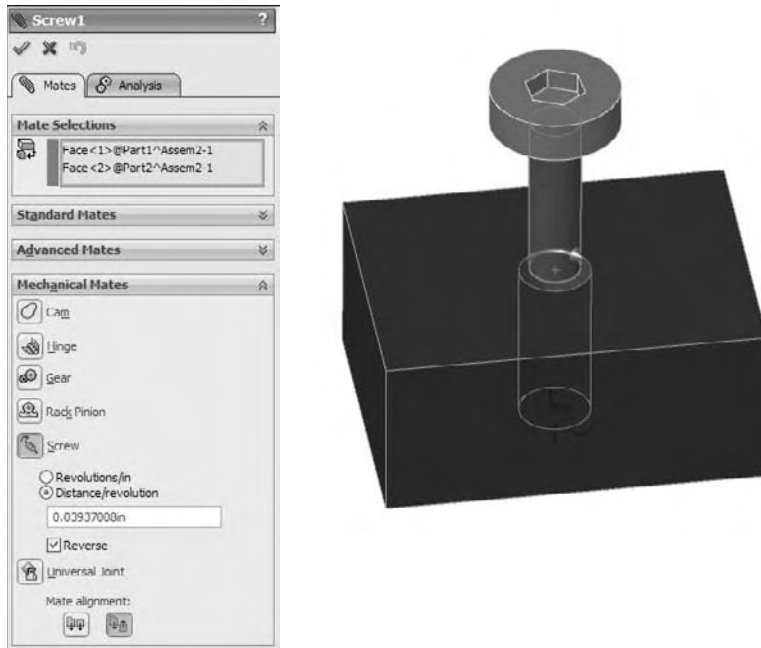 Screw1 ?
Mates Analysis
Mate Selections
Face<1>@Part1^Assem2-1
Face<2>@Part2^Assem2-1
Standard Mates
Advanced Mates
Mechanical Mates
Cam
Hinge
Gear
Rack Pinion
Screw
Revolutions/in
Distance/revolution
0.03937008in
Reverse
Universal Joint
Mate alignment: